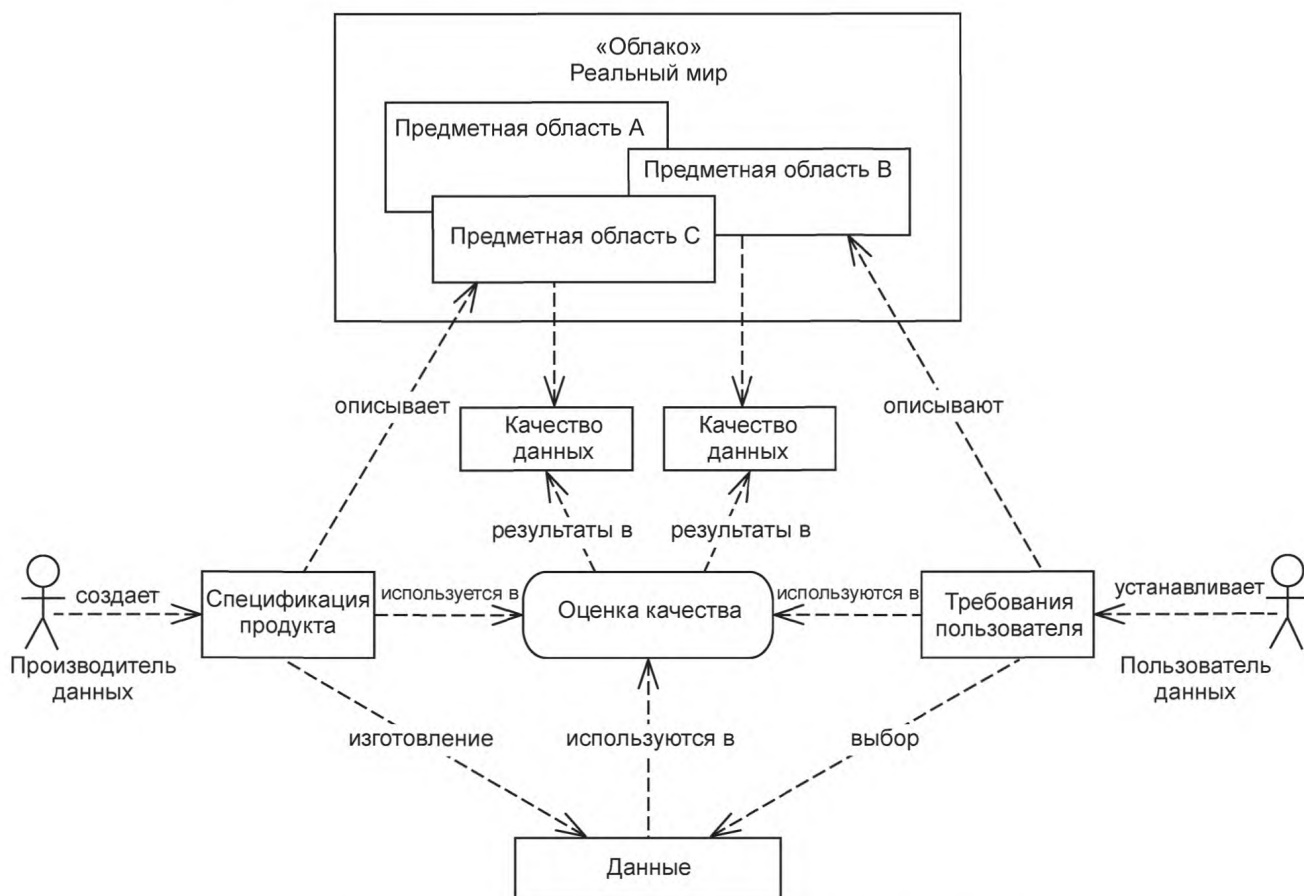 «Облако»
Реальный мир
Предметная область A
Предметная область B
Предметная область C
описывает
описывают
Качество
данных
Качество
данных
результаты в
результаты в
создает
Спецификация
продукта
используется в
Оценка качества
используются в
Требования
пользователя
устанавливает
Производитель
данных
Пользователь
данных
изготовление
используются в
выбор
Данные